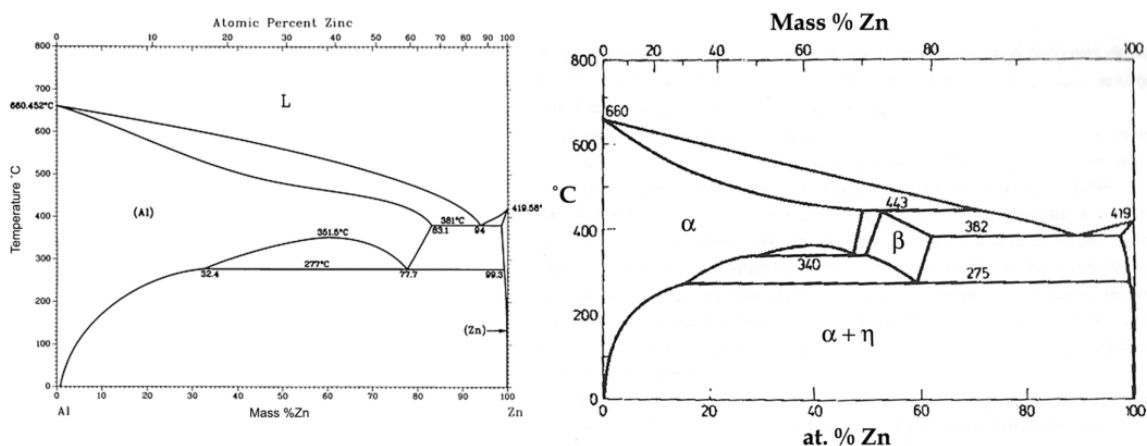 Atomic Percent Zinc
0 10 20 30 40 50 60 70 80 90 100
800
700
600
500
400
300
200
100
0
Temperature °C
660.452°C
L
(Al)
381°C
83.1
94
419.58°
351.5°C
277°C
32.4
77.7
99.3
(Zn)
0 10 20 30 40 50 60 70 80 90 100
Al
Mass %Zn
Zn
Mass % Zn
0 20 40 60 80 100
800
600
°C
400
200
0
660
443
419
382
α
β
340
275
α + η
0 20 40 60 80 100
at. % Zn